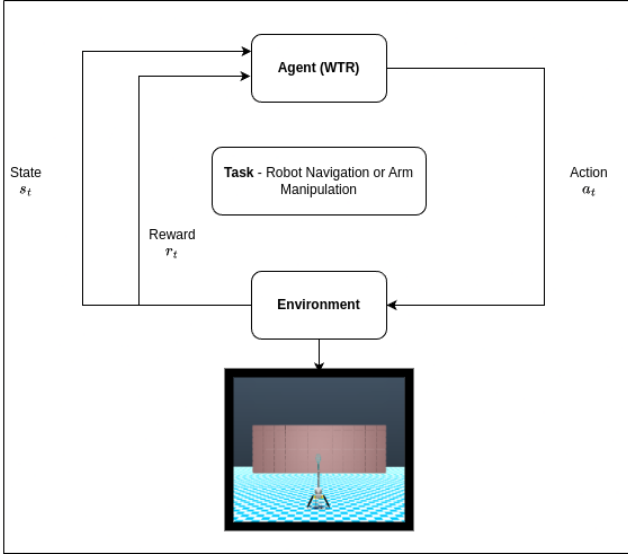 Agent (WTR)
Task - Robot Navigation or Arm
Manipulation
State
s_t
Action
a_t
Reward
r_t
Environment